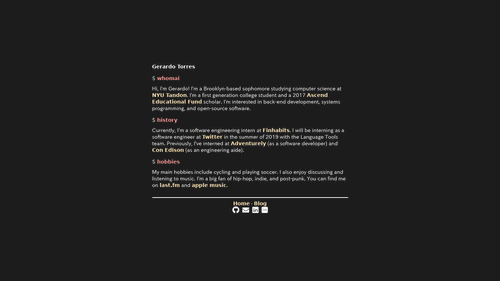 Gerardo Torres
$ whomai
Hi, I'm Gerardo! I'm a Brooklyn-based sophomore studying computer science at
NYU Tandon. I'm a first generation college student and a 2017 Ascend
Educational Fund scholar. I'm interested in back-end development, systems
programming, and open-source software.
$ history
Currently, I'm a software engineering intern at Finhabits. I will be interning as a
software engineer at Twitter in the summer of 2019 with the Language Tools
team. Previously, I've interned at Adventurely (as a software developer) and
Con Edison (as an engineering aide).
$ hobbies
My main hobbies include cycling and playing soccer. I also enjoy discussing and
listening to music. I'm a big fan of hip-hop, indie, and post-punk. You can find me
on last.fm and apple music.
Home · Blog